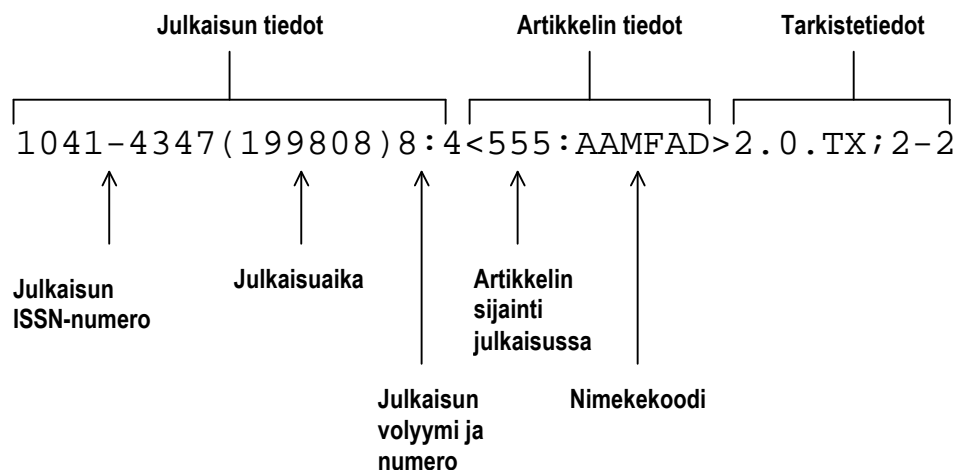 Julkaisun tiedot
Artikkelin tiedot
Tarkistetiedot
1041-4347(199808)8:4<555:AAMFAD>2.0.TX;2-2
Julkaisun
ISSN-numero
Julkaisuaika
Artikkelin
sijainti
julkaisussa
Julkaisun
volyymi ja
numero
Nimekekoodi